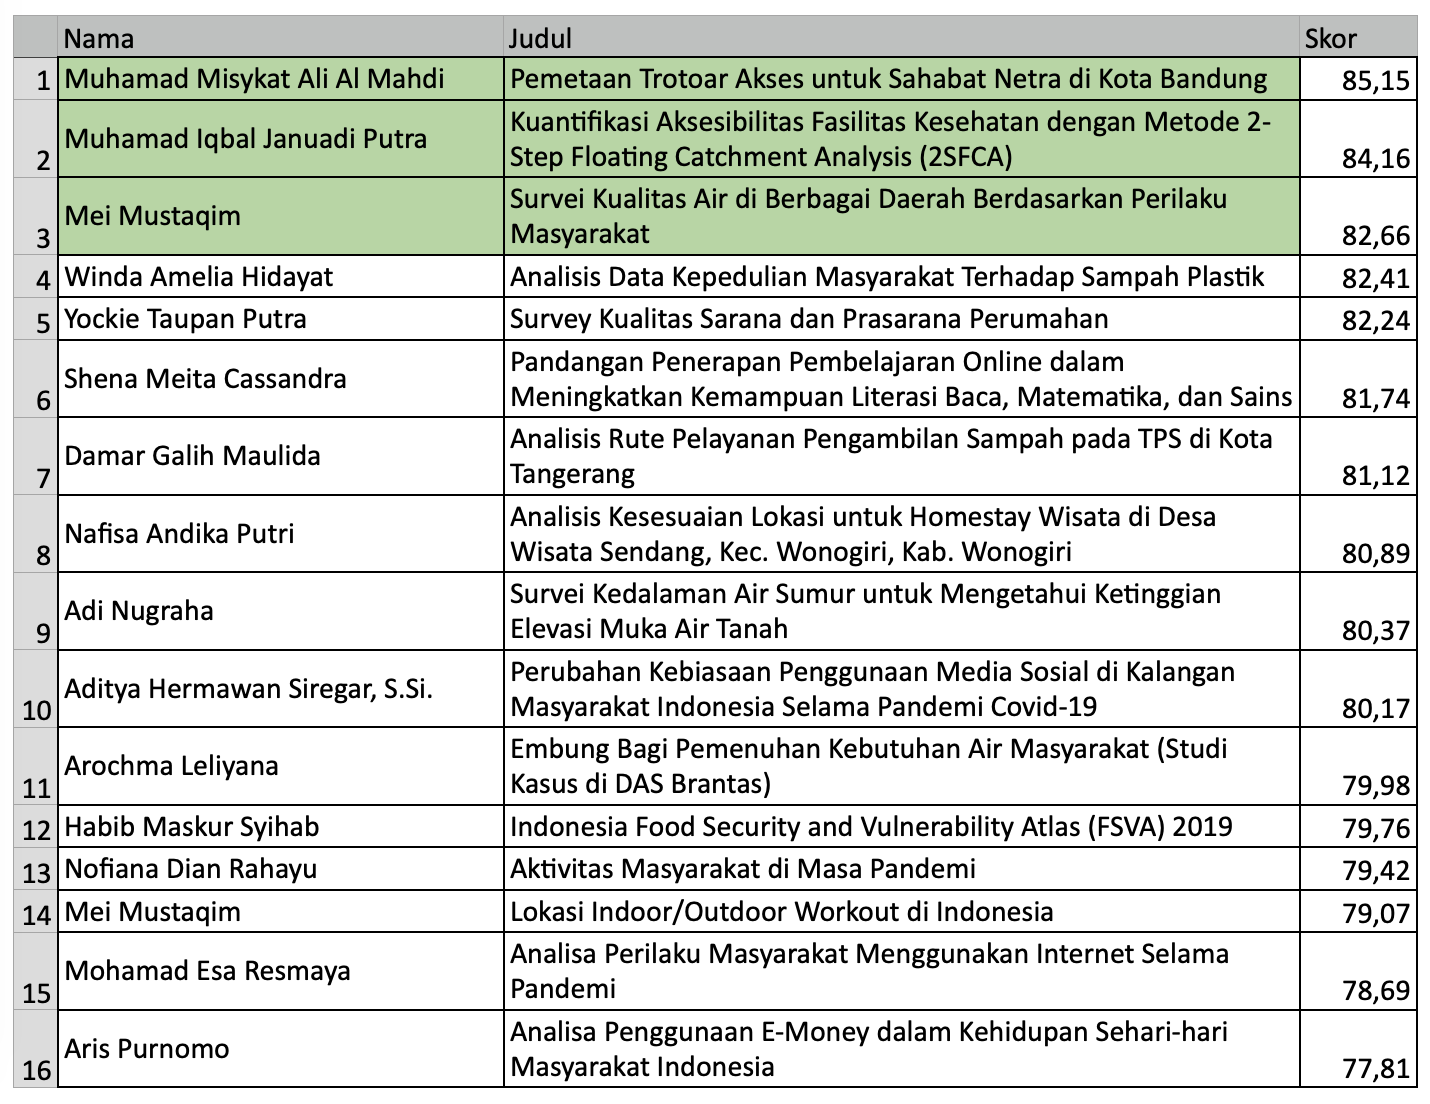 Nama Judul Skor
1 Muhamad Misykat Ali Al Mahdi Pemetaan Trotoar Akses untuk Sahabat Netra di Kota Bandung 85,15
2 Muhamad Iqbal Januadi Putra Kuantifikasi Aksesibilitas Fasilitas Kesehatan dengan Metode 2-
Step Floating Catchment Analysis (2SFCA) 84,16
3 Mei Mustaqim Survei Kualitas Air di Berbagai Daerah Berdasarkan Perilaku
Masyarakat 82,66
4 Winda Amelia Hidayat Analisis Data Kepedulian Masyarakat Terhadap Sampah Plastik 82,41
5 Yockie Taupan Putra Survey Kualitas Sarana dan Prasarana Perumahan 82,24
6 Shena Meita Cassandra Pandangan Penerapan Pembelajaran Online dalam
Meningkatkan Kemampuan Literasi Baca, Matematika, dan Sains 81,74
7 Damar Galih Maulida Analisis Rute Pelayanan Pengambilan Sampah pada TPS di Kota
Tangerang 81,12
8 Nafisa Andika Putri Analisis Kesesuaian Lokasi untuk Homestay Wisata di Desa
Wisata Sendang, Kec. Wonogiri, Kab. Wonogiri 80,89
9 Adi Nugraha Survei Kedalaman Air Sumur untuk Mengetahui Ketinggian
Elevasi Muka Air Tanah 80,37
10 Aditya Hermawan Siregar, S.Si. Perubahan Kebiasaan Penggunaan Media Sosial di Kalangan
Masyarakat Indonesia Selama Pandemi Covid-19 80,17
11 Arochma Leliyana Embung Bagi Pemenuhan Kebutuhan Air Masyarakat (Studi
Kasus di DAS Brantas) 79,98
12 Habib Maskur Syihab Indonesia Food Security and Vulnerability Atlas (FSVA) 2019 79,76
13 Nofiana Dian Rahayu Aktivitas Masyarakat di Masa Pandemi 79,42
14 Mei Mustaqim Lokasi Indoor/Outdoor Workout di Indonesia 79,07
15 Mohamad Esa Resmaya Analisa Perilaku Masyarakat Menggunakan Internet Selama
Pandemi 78,69
16 Aris Purnomo Analisa Penggunaan E-Money dalam Kehidupan Sehari-hari
Masyarakat Indonesia 77,81